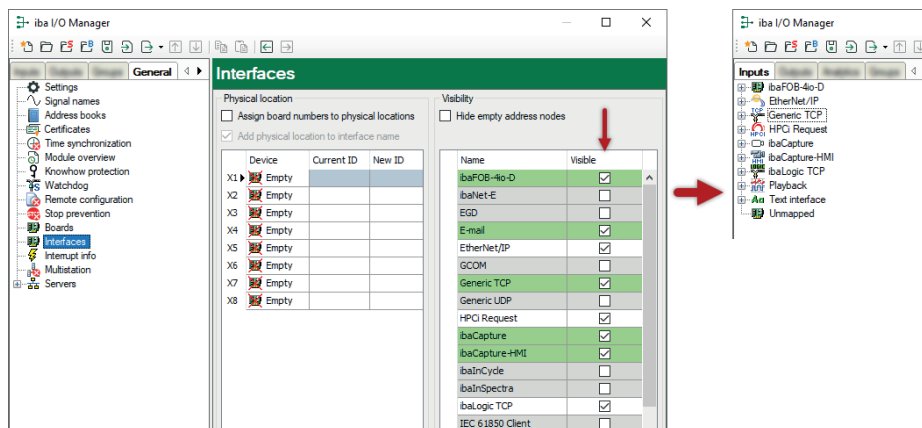 iba I/O Manager
General
Settings
Signal names
Address books
Certificates
Time synchronization
Module overview
Knowhow protection
Watchdog
Remote configuration
Stop prevention
Boards
Interfaces
Interrupt info
Multistation
Servers
Interfaces
Physical location
Assign board numbers to physical locations
Add physical location to interface name
Device Current ID New ID
X1 Empty
X2 Empty
X3 Empty
X4 Empty
X5 Empty
X6 Empty
X7 Empty
X8 Empty
Visibility
Hide empty address nodes
Name Visible
ibaFOB-4io-D
ibaNet-E
EGD
E-mail
EtherNet/IP
GCOM
Generic TCP
Generic UDP
HPCi Request
ibaCapture
ibaCapture-HMI
ibaInCycle
ibaInSpectra
ibaLogic TCP
IEC 61850 Client
iba I/O Manager
Inputs
ibaFOB-4io-D
EtherNet/IP
Generic TCP
HPCi Request
ibaCapture
ibaCapture-HMI
ibaLogic TCP
Playback
Text interface
Unmapped